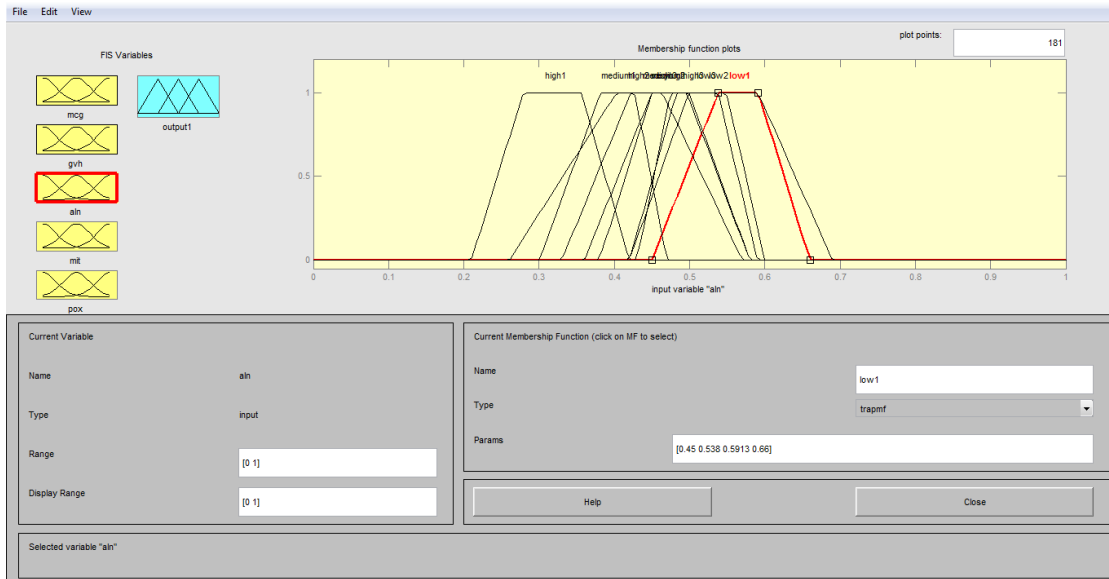 File Edit View
FIS Variables
mcg
output1
gvh
aln
mit
pox
plot points:
181
Membership function plots
high1
low2
low1
1
0.5
0
0 0.1 0.2 0.3 0.4 0.5 0.6 0.7 0.8 0.9 1
input variable "aln"
Current Variable
Name aln
Type input
Range [0 1]
Display Range [0 1]
Current Membership Function (click on MF to select)
Name low1
Type trapmf
Params [0.45 0.538 0.5913 0.66]
Help Close
Selected variable "aln"